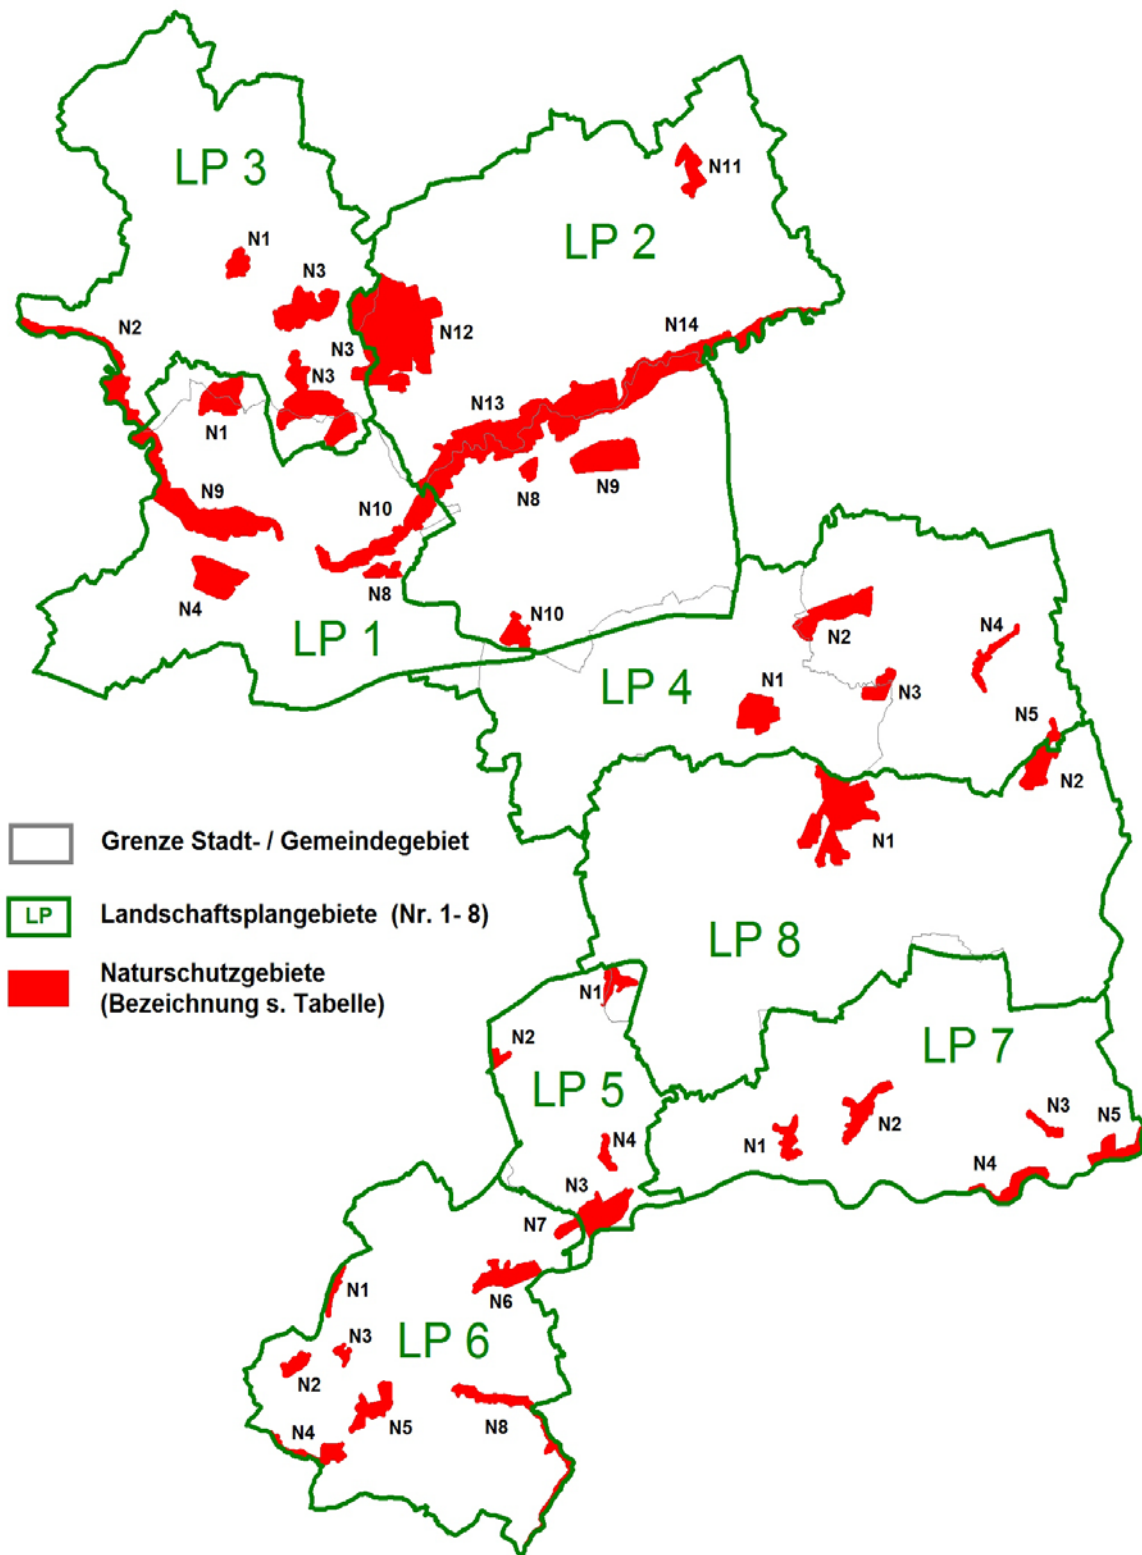 LP 3
N11
LP 2
N1
N3
N2
N14
N12
N3
N3
N13
N1
N9
N8
N9
N10
N4
N8
N10
LP 1
N2
N4
LP 4
N1
N3
N5
N2
N1
Grenze Stadt- / Gemeindegebiet
LP
Landschaftsplangebiete (Nr. 1- 8)
LP 8
Naturschutzgebiete
(Bezeichnung s. Tabelle)
N1
N2
LP 7
LP 5
N3
N2
N5
N1
N4
N4
N3
N7
N1
N6
N3
LP 6
N2
N8
N5
N4